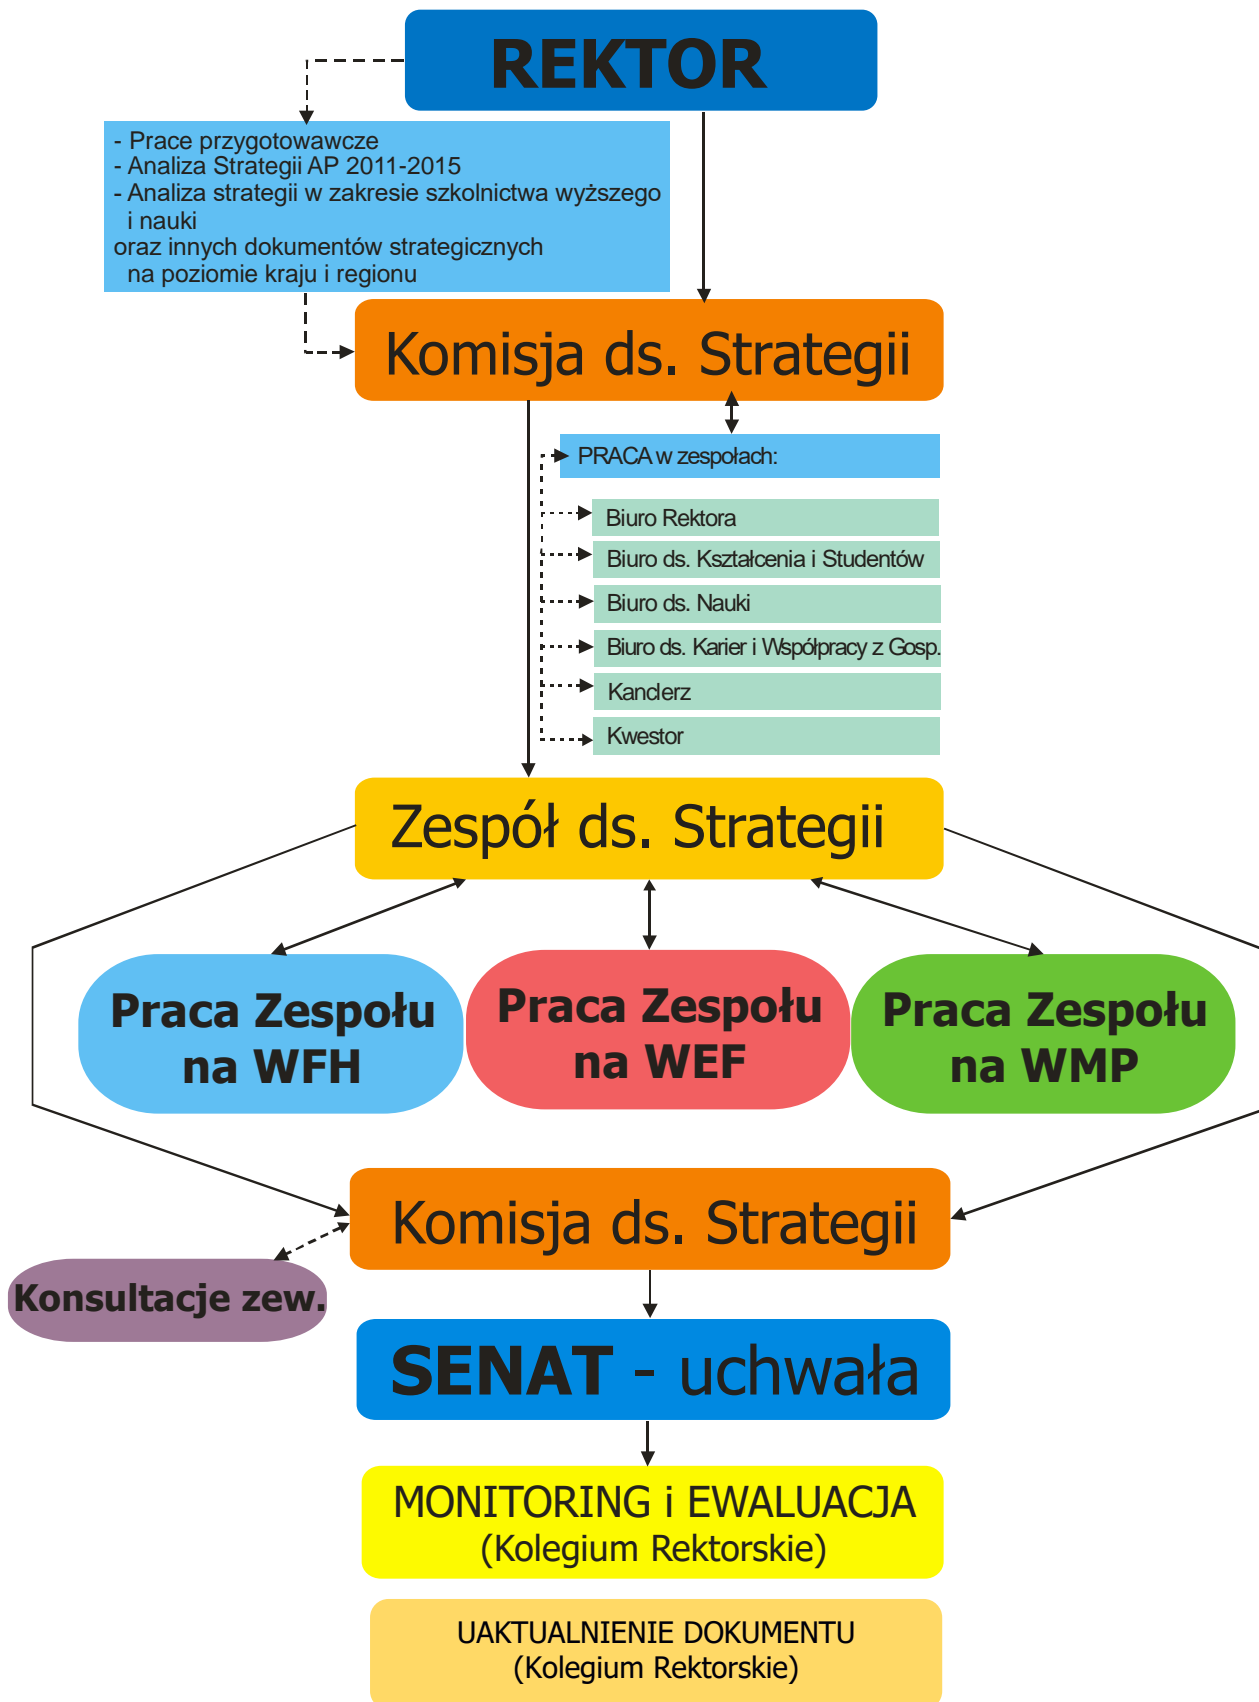 REKTOR
- Prace przygotowawcze
- Analiza Strategii AP 2011-2015
- Analiza strategii w zakresie szkolnictwa wyższego
i nauki
oraz innych dokumentów strategicznych
na poziomie kraju i regionu
Komisja ds. Strategii
PRACA w zespołach:
Biuro Rektora
Biuro ds. Kształcenia i Studentów
Biuro ds. Nauki
Biuro ds. Karier i Współpracy z Gosp.
Kanclerz
Kwestor
Zespół ds. Strategii
Praca Zespołu
na WFH
Praca Zespołu
na WEF
Praca Zespołu
na WMP
Komisja ds. Strategii
Konsultacje zew.
SENAT - uchwała
MONITORING i EWALUACJA
(Kolegium Rektorskie)
UAKTUALNIENIE DOKUMENTU
(Kolegium Rektorskie)